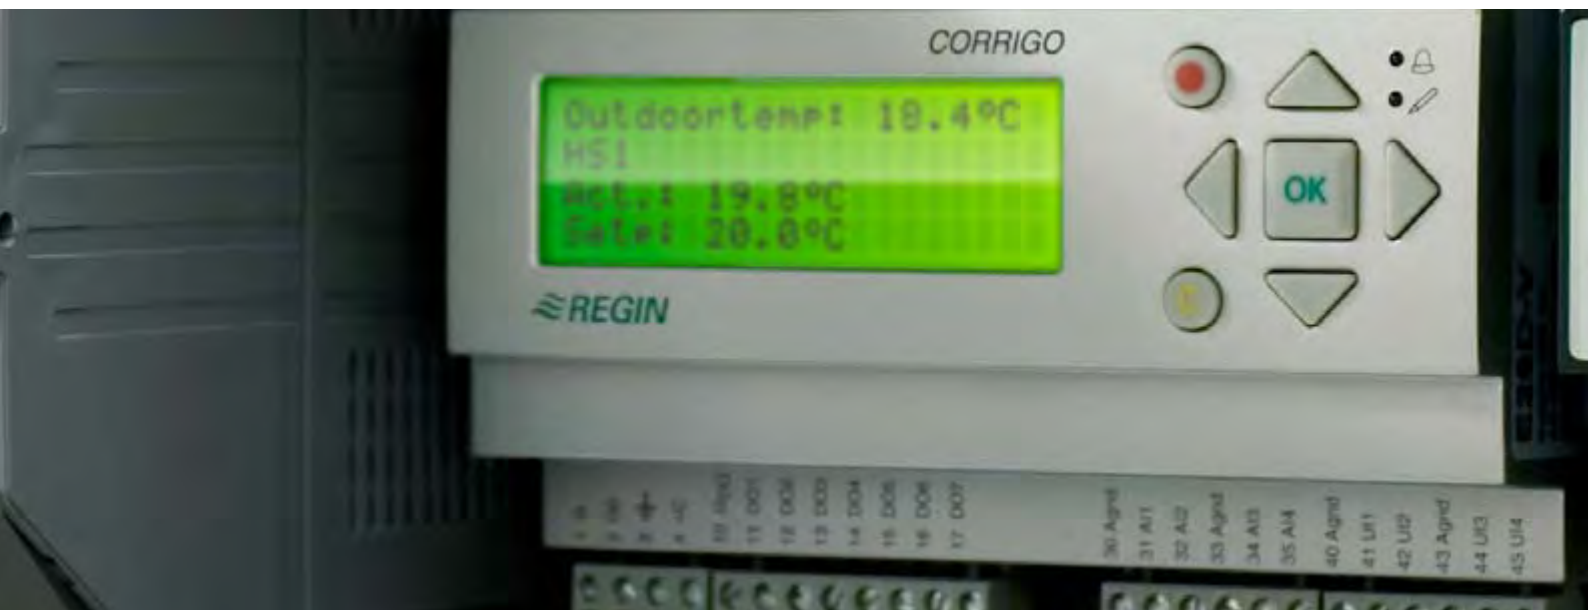 CORRIGO
Outdoortemp: 18.4°C
HS1
Act.: 19.8°C
Setp: 20.0°C
OK
C
REGIN
11 DO1
12 DO2
13 DO3
14 DO4
15 DO5
16 DO6
17 DO7
30 Agnd
31 AI1
32 AI2
33 Agnd
34 AI3
35 AI4
40 Agnd
41 UI1
42 UI2
43 Agnd
44 UI3
45 UI4